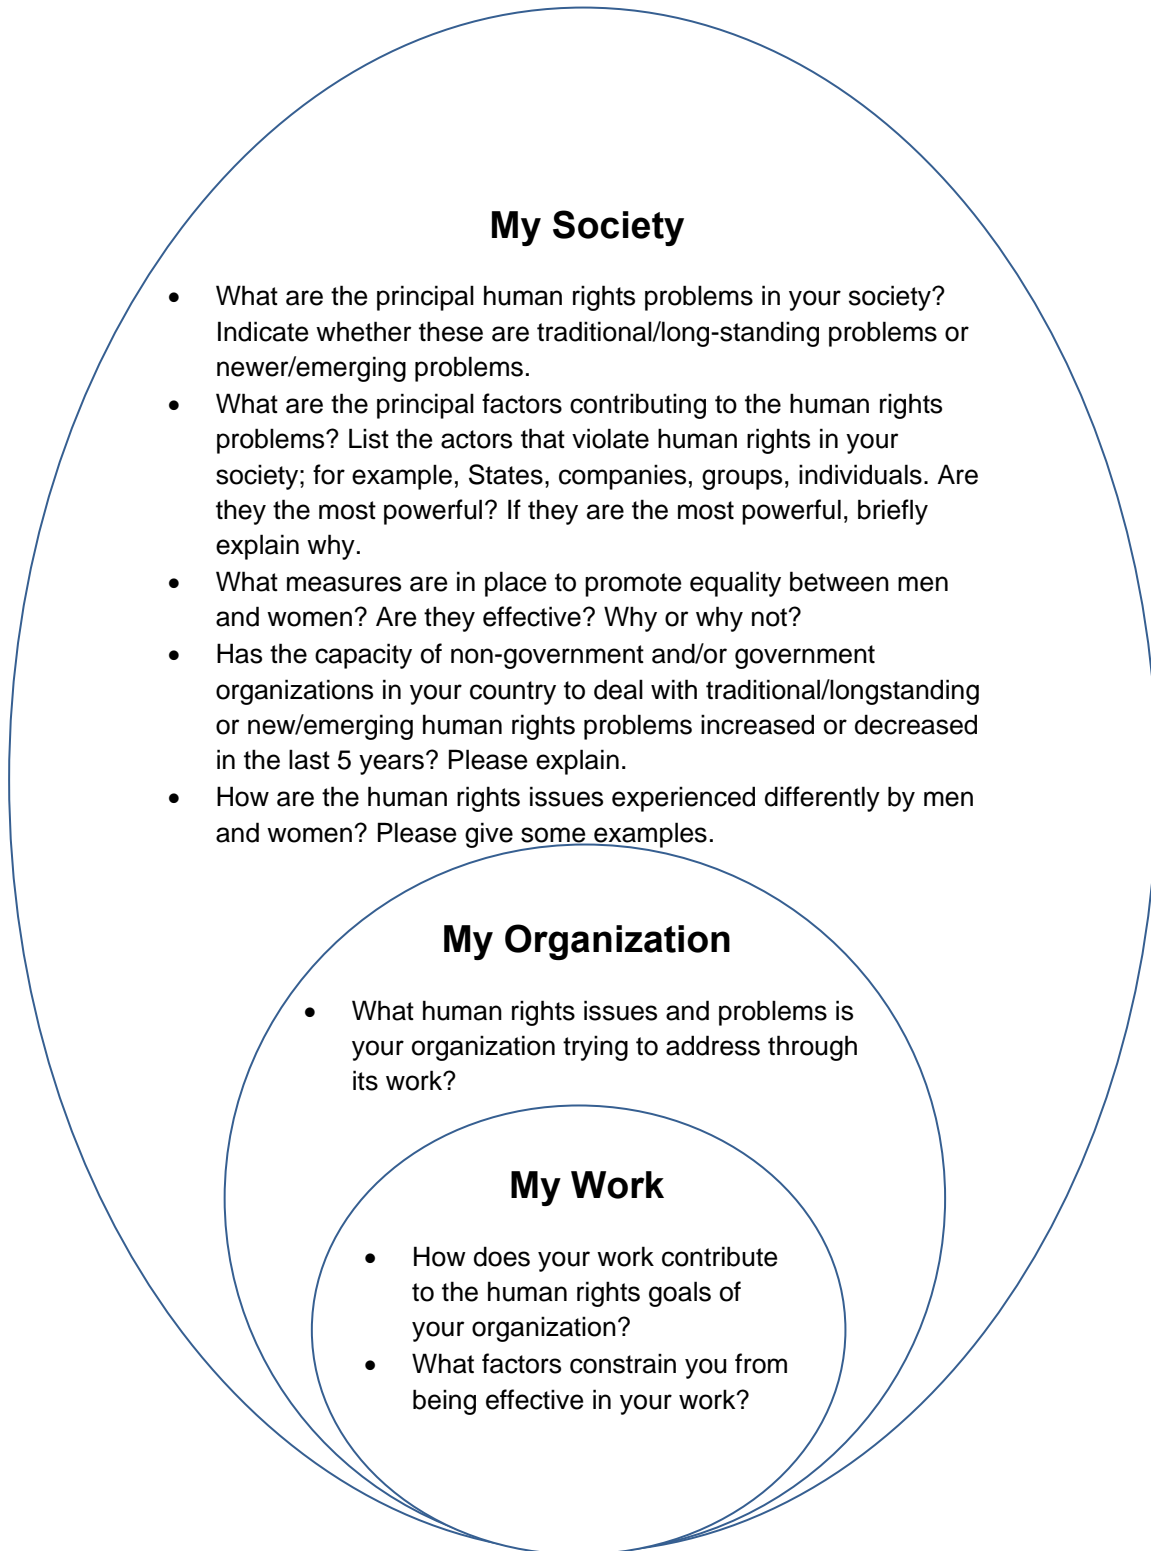 My Society
• What are the principal human rights problems in your society?
Indicate whether these are traditional/long-standing problems or
newer/emerging problems.
• What are the principal factors contributing to the human rights
problems? List the actors that violate human rights in your
society; for example, States, companies, groups, individuals. Are
they the most powerful? If they are the most powerful, briefly
explain why.
• What measures are in place to promote equality between men
and women? Are they effective? Why or why not?
• Has the capacity of non-government and/or government
organizations in your country to deal with traditional/longstanding
or new/emerging human rights problems increased or decreased
in the last 5 years? Please explain.
• How are the human rights issues experienced differently by men
and women? Please give some examples.
My Organization
• What human rights issues and problems is
your organization trying to address through
its work?
My Work
• How does your work contribute
to the human rights goals of
your organization?
• What factors constrain you from
being effective in your work?